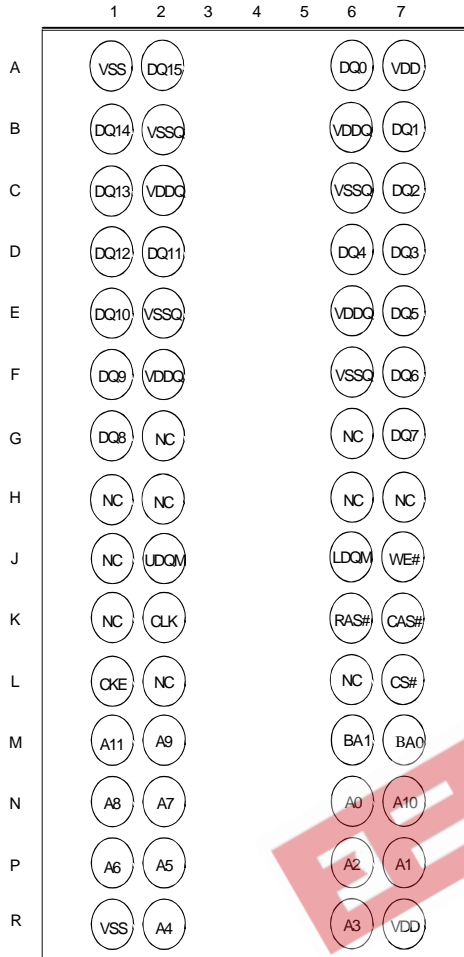 1 2 3 4 5 6 7
A VSS DQ15 DQ0 VDD
B DQ14 VSSQ VDDQ DQ1
C DQ13 VDDQ VSSQ DQ2
D DQ12 DQ11 DQ4 DQ3
E DQ10 VSSQ VDDQ DQ5
F DQ9 VDDQ VSSQ DQ6
G DQ8 NC NC DQ7
H NC NC NC NC
J NC UDQM LDQM WE#
K NC CLK RAS# CAS#
L CKE NC NC CS#
M A11 A9 BA1 BA0
N A8 A7 A0 A10
P A6 A5 A2 A1
R VSS A4 A3 VDD